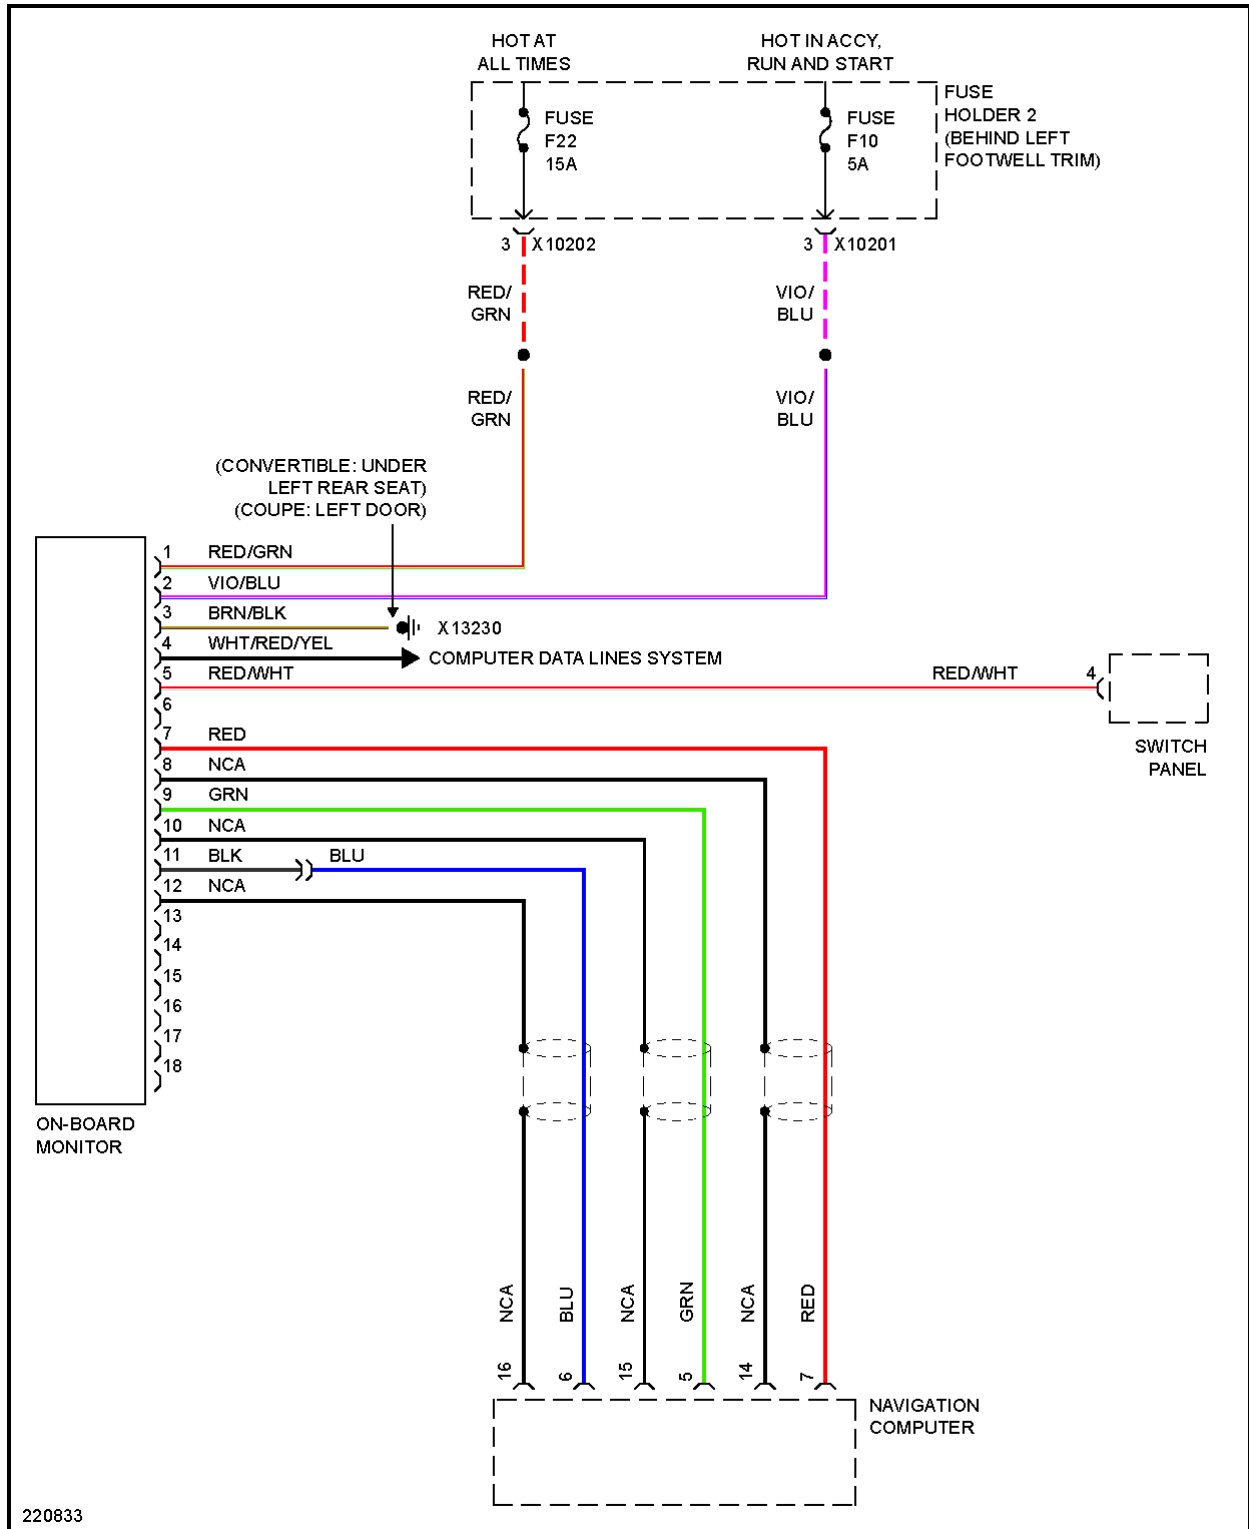 HOT AT
ALL TIMES
HOT IN ACCY,
RUN AND START
FUSE
F22
15A
FUSE
F10
5A
FUSE
HOLDER 2
(BEHIND LEFT
FOOTWELL TRIM)
3 X10202
3 X10201
RED/
GRN
VIO/
BLU
RED/
GRN
VIO/
BLU
(CONVERTIBLE: UNDER
LEFT REAR SEAT)
(COUPE: LEFT DOOR)
1 RED/GRN
2 VIO/BLU
3 BRN/BLK
X13230
4 WHT/RED/YEL
COMPUTER DATA LINES SYSTEM
5 RED/WHT
RED/WHT 4
6
7 RED
8 NCA
9 GRN
10 NCA
11 BLK BLU
12 NCA
13
14
15
16
17
18
SWITCH
PANEL
ON-BOARD
MONITOR
NCA
BLU
NCA
GRN
NCA
RED
16
6
15
5
14
7
NAVIGATION
COMPUTER
220833